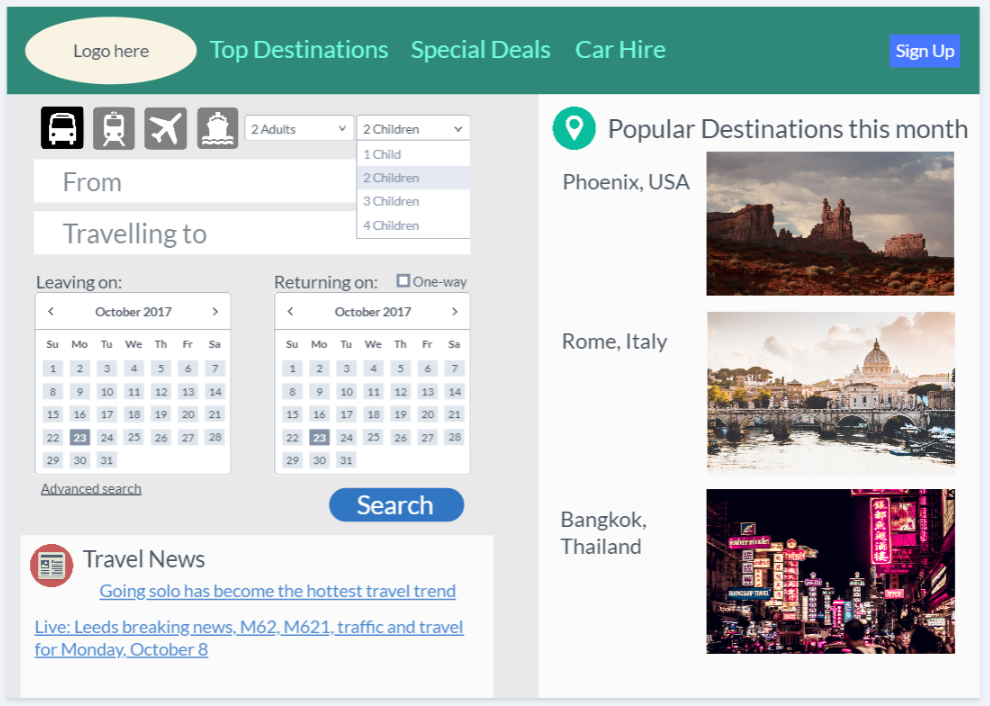 Logo here
Top Destinations
Special Deals
Car Hire
Sign Up
2 Adults
2 Children
1 Child
2 Children
3 Children
4 Children
From
Travelling to
Leaving on:
October 2017
Su Mo Tu We Th Fr Sa
1 2 3 4 5 6 7
8 9 10 11 12 13 14
15 16 17 18 19 20 21
22 23 24 25 26 27 28
29 30 31
Returning on:
One-way
October 2017
Su Mo Tu We Th Fr Sa
1 2 3 4 5 6 7
8 9 10 11 12 13 14
15 16 17 18 19 20 21
22 23 24 25 26 27 28
29 30 31
Advanced search
Search
Travel News
Going solo has become the hottest travel trend
Live: Leeds breaking news, M62, M621, traffic and travel
for Monday, October 8
Popular Destinations this month
Phoenix, USA
Rome, Italy
Bangkok,
Thailand